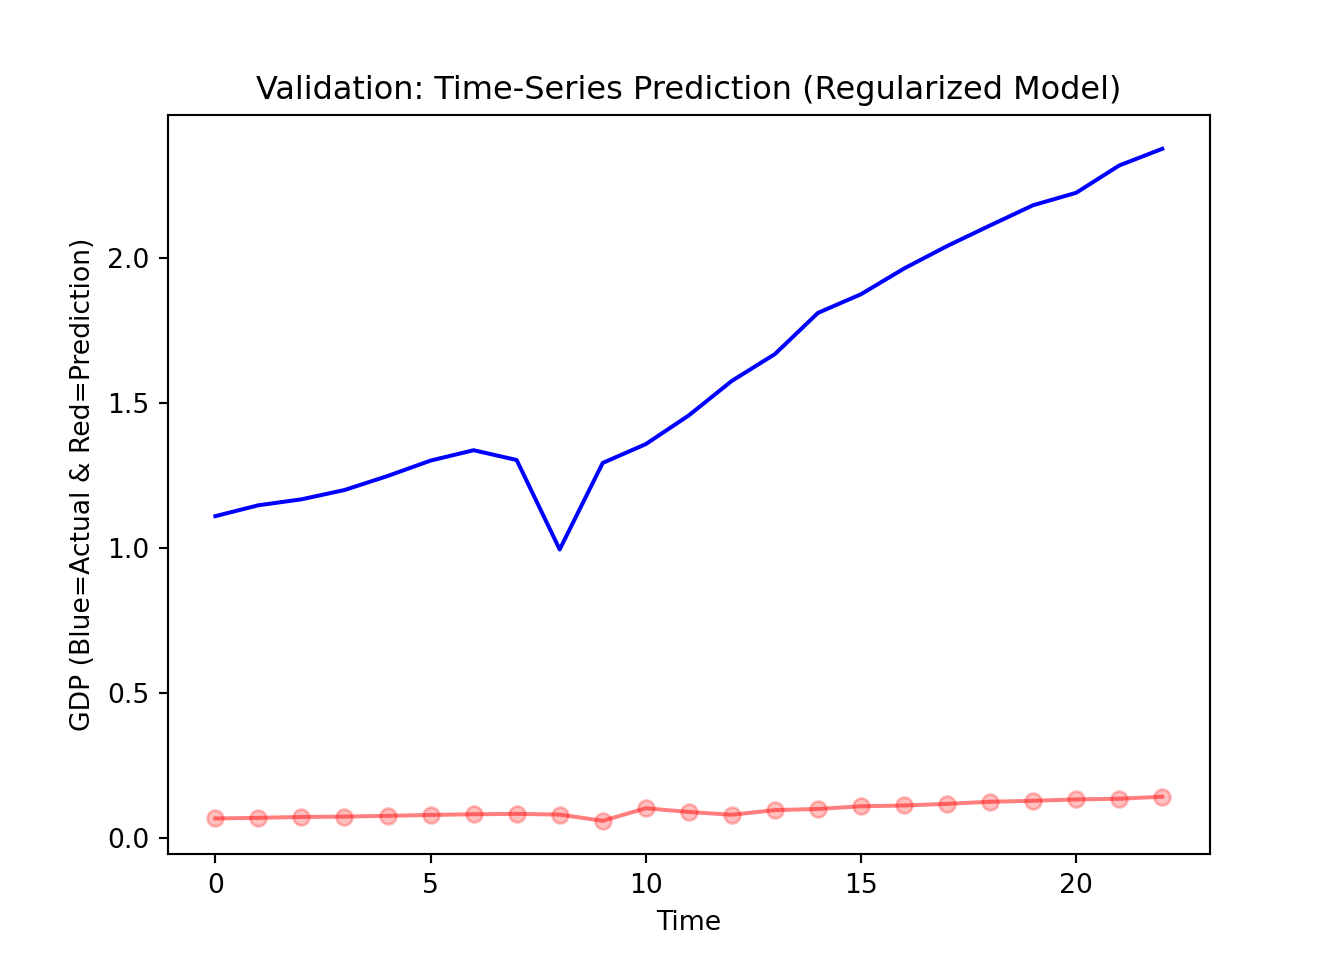 Validation: Time-Series Prediction (Regularized Model)
GDP (Blue=Actual & Red=Prediction)
2.0
1.5
1.0
0.5
0.0
0 5 10 15 20
Time